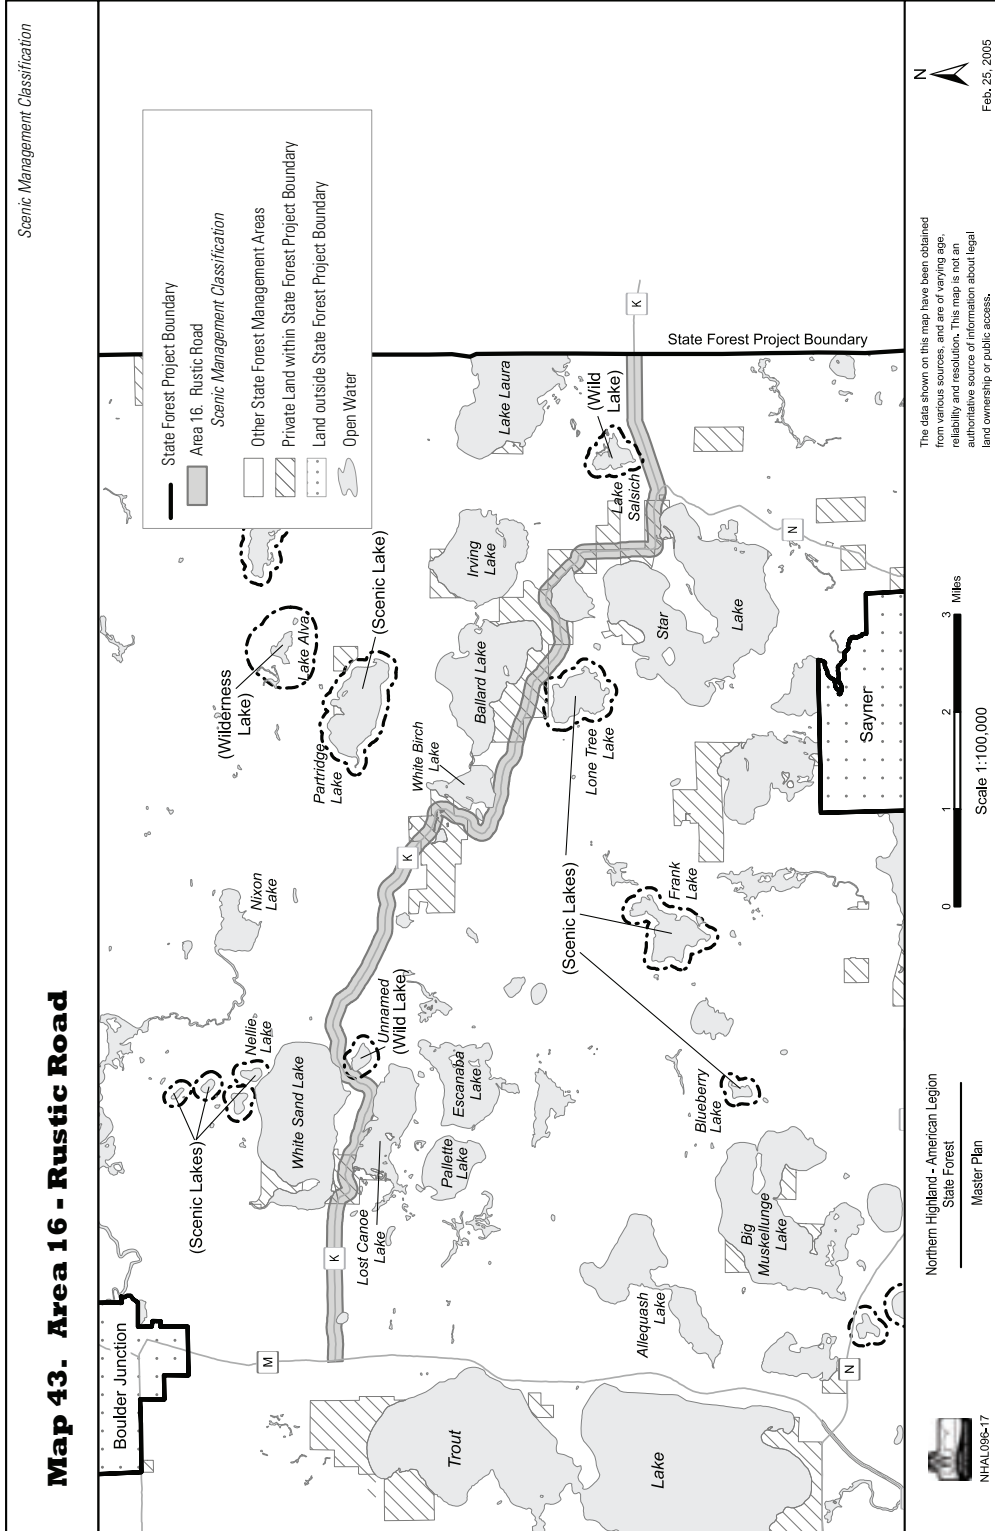 Scenic Management Classification
Map 43. Area 16 - Rustic Road
State Forest Project Boundary
Area 16. Rustic Road
Scenic Management Classification
Other State Forest Management Areas
Private Land within State Forest Project Boundary
Land outside State Forest Project Boundary
Open Water
Boulder Junction
M
(Scenic Lakes)
Nellie
Lake
Nixon
Lake
(Wilderness
Lake)
Lake Alva
Partridge
Lake
(Scenic Lake)
White Sand Lake
K
Lost Canoe
Lake
Unnamed
(Wild Lake)
K
White Birch
Lake
Ballard Lake
Irving
Lake
Lake Laura
Pallette
Lake
Escanaba
Lake
(Scenic Lakes)
Lone Tree
Lake
Star
Lake
Lake
Salsich
(Wild
Lake)
K
State Forest Project Boundary
Trout
Lake
Allequash
Lake
Big
Muskellunge
Lake
Blueberry
Lake
Frank
Lake
N
N
Sayner
NHAL096-17
Northern Highland - American Legion
State Forest
Master Plan
0
1
2
3
Miles
Scale 1:100,000
The data shown on this map have been obtained
from various sources, and are of varying age,
reliability and resolution. This map is not an
authoritative source of information about legal
land ownership or public access.
N
Feb. 25, 2005